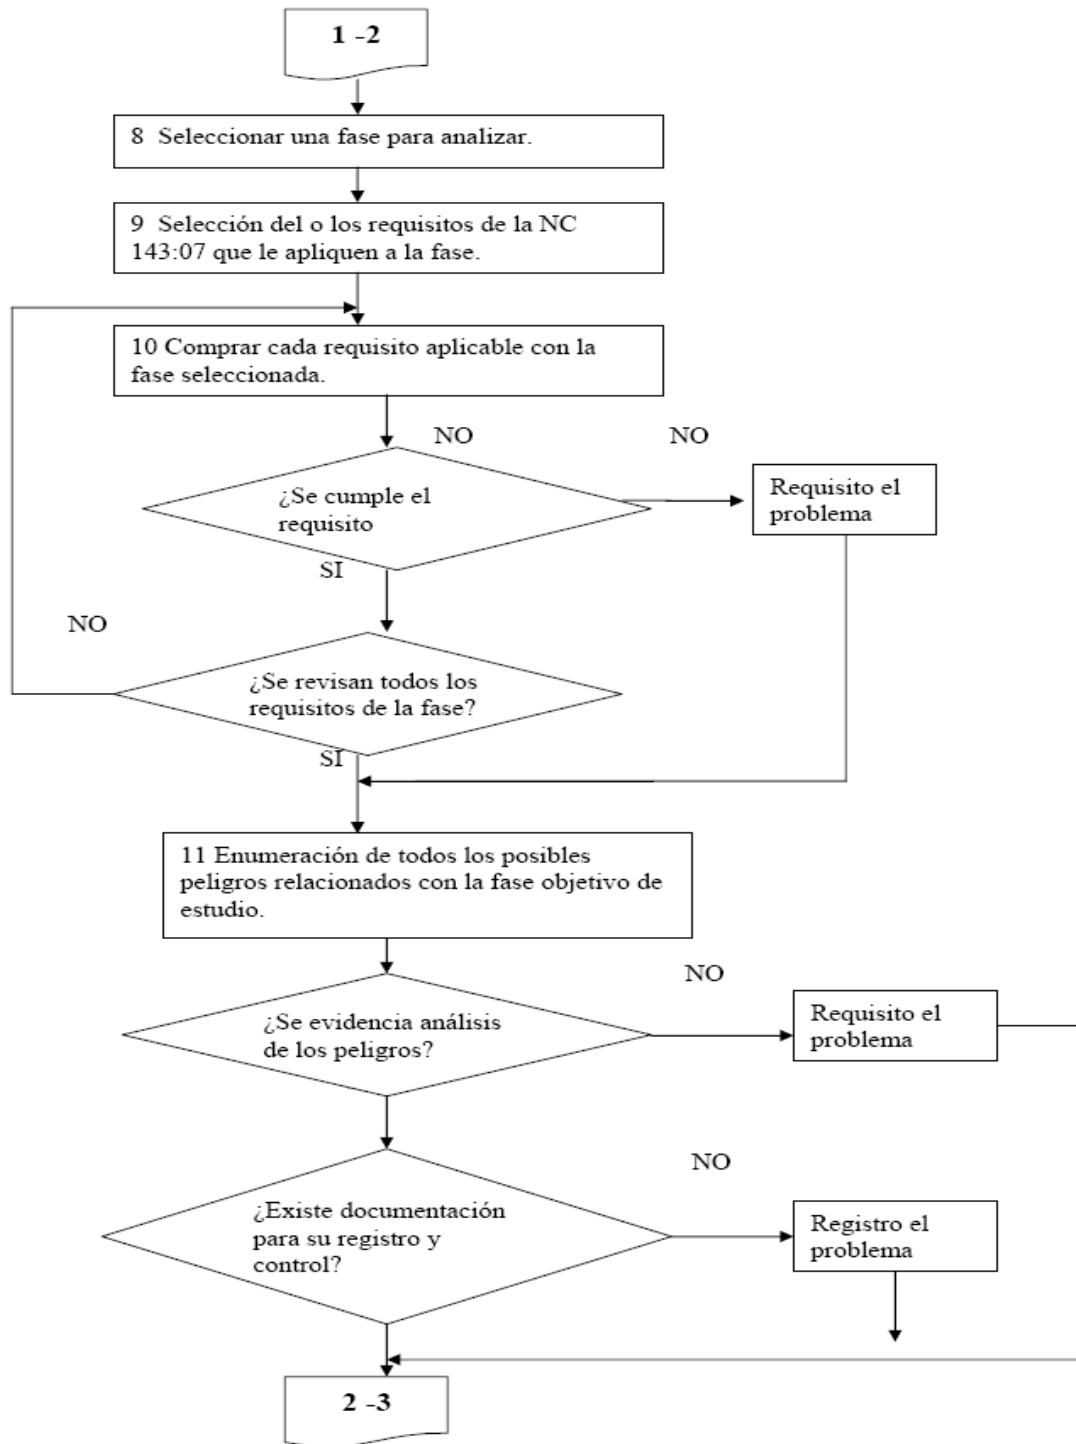 1 -2
8 Seleccionar una fase para analizar.
9 Selección del o los requisitos de la NC
143:07 que le apliquen a la fase.
10 Comprar cada requisito aplicable con la
fase seleccionada.
NO
NO
¿Se cumple el
requisito
Requisito el
problema
SI
NO
¿Se revisan todos los
requisitos de la fase?
SI
11 Enumeración de todos los posibles
peligros relacionados con la fase objetivo de
estudio.
NO
¿Se evidencia análisis
de los peligros?
Requisito el
problema
NO
¿Existe documentación
para su registro y
control?
Registro el
problema
2 -3